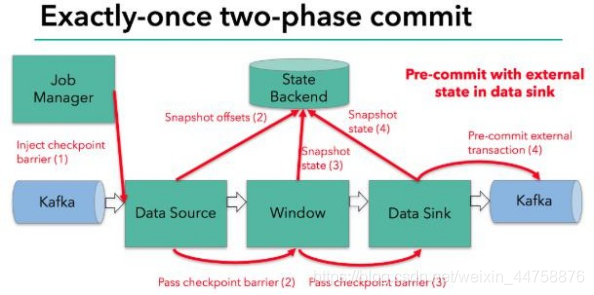 Exactly-once two-phase commit
Job
Manager
State
Backend
Pre-commit with external
state in data sink
Snapshot offsets (2)
Snapshot
state (4)
Snapshot
state (3)
Pre-commit external
transaction (4)
Inject checkpoint
barrier (1)
Kafka
Data Source
Window
Data Sink
Kafka
Pass checkpoint barrier (2)
Pass checkpoint barrier (3)
https://blog.csdn.net/weixin_44758876